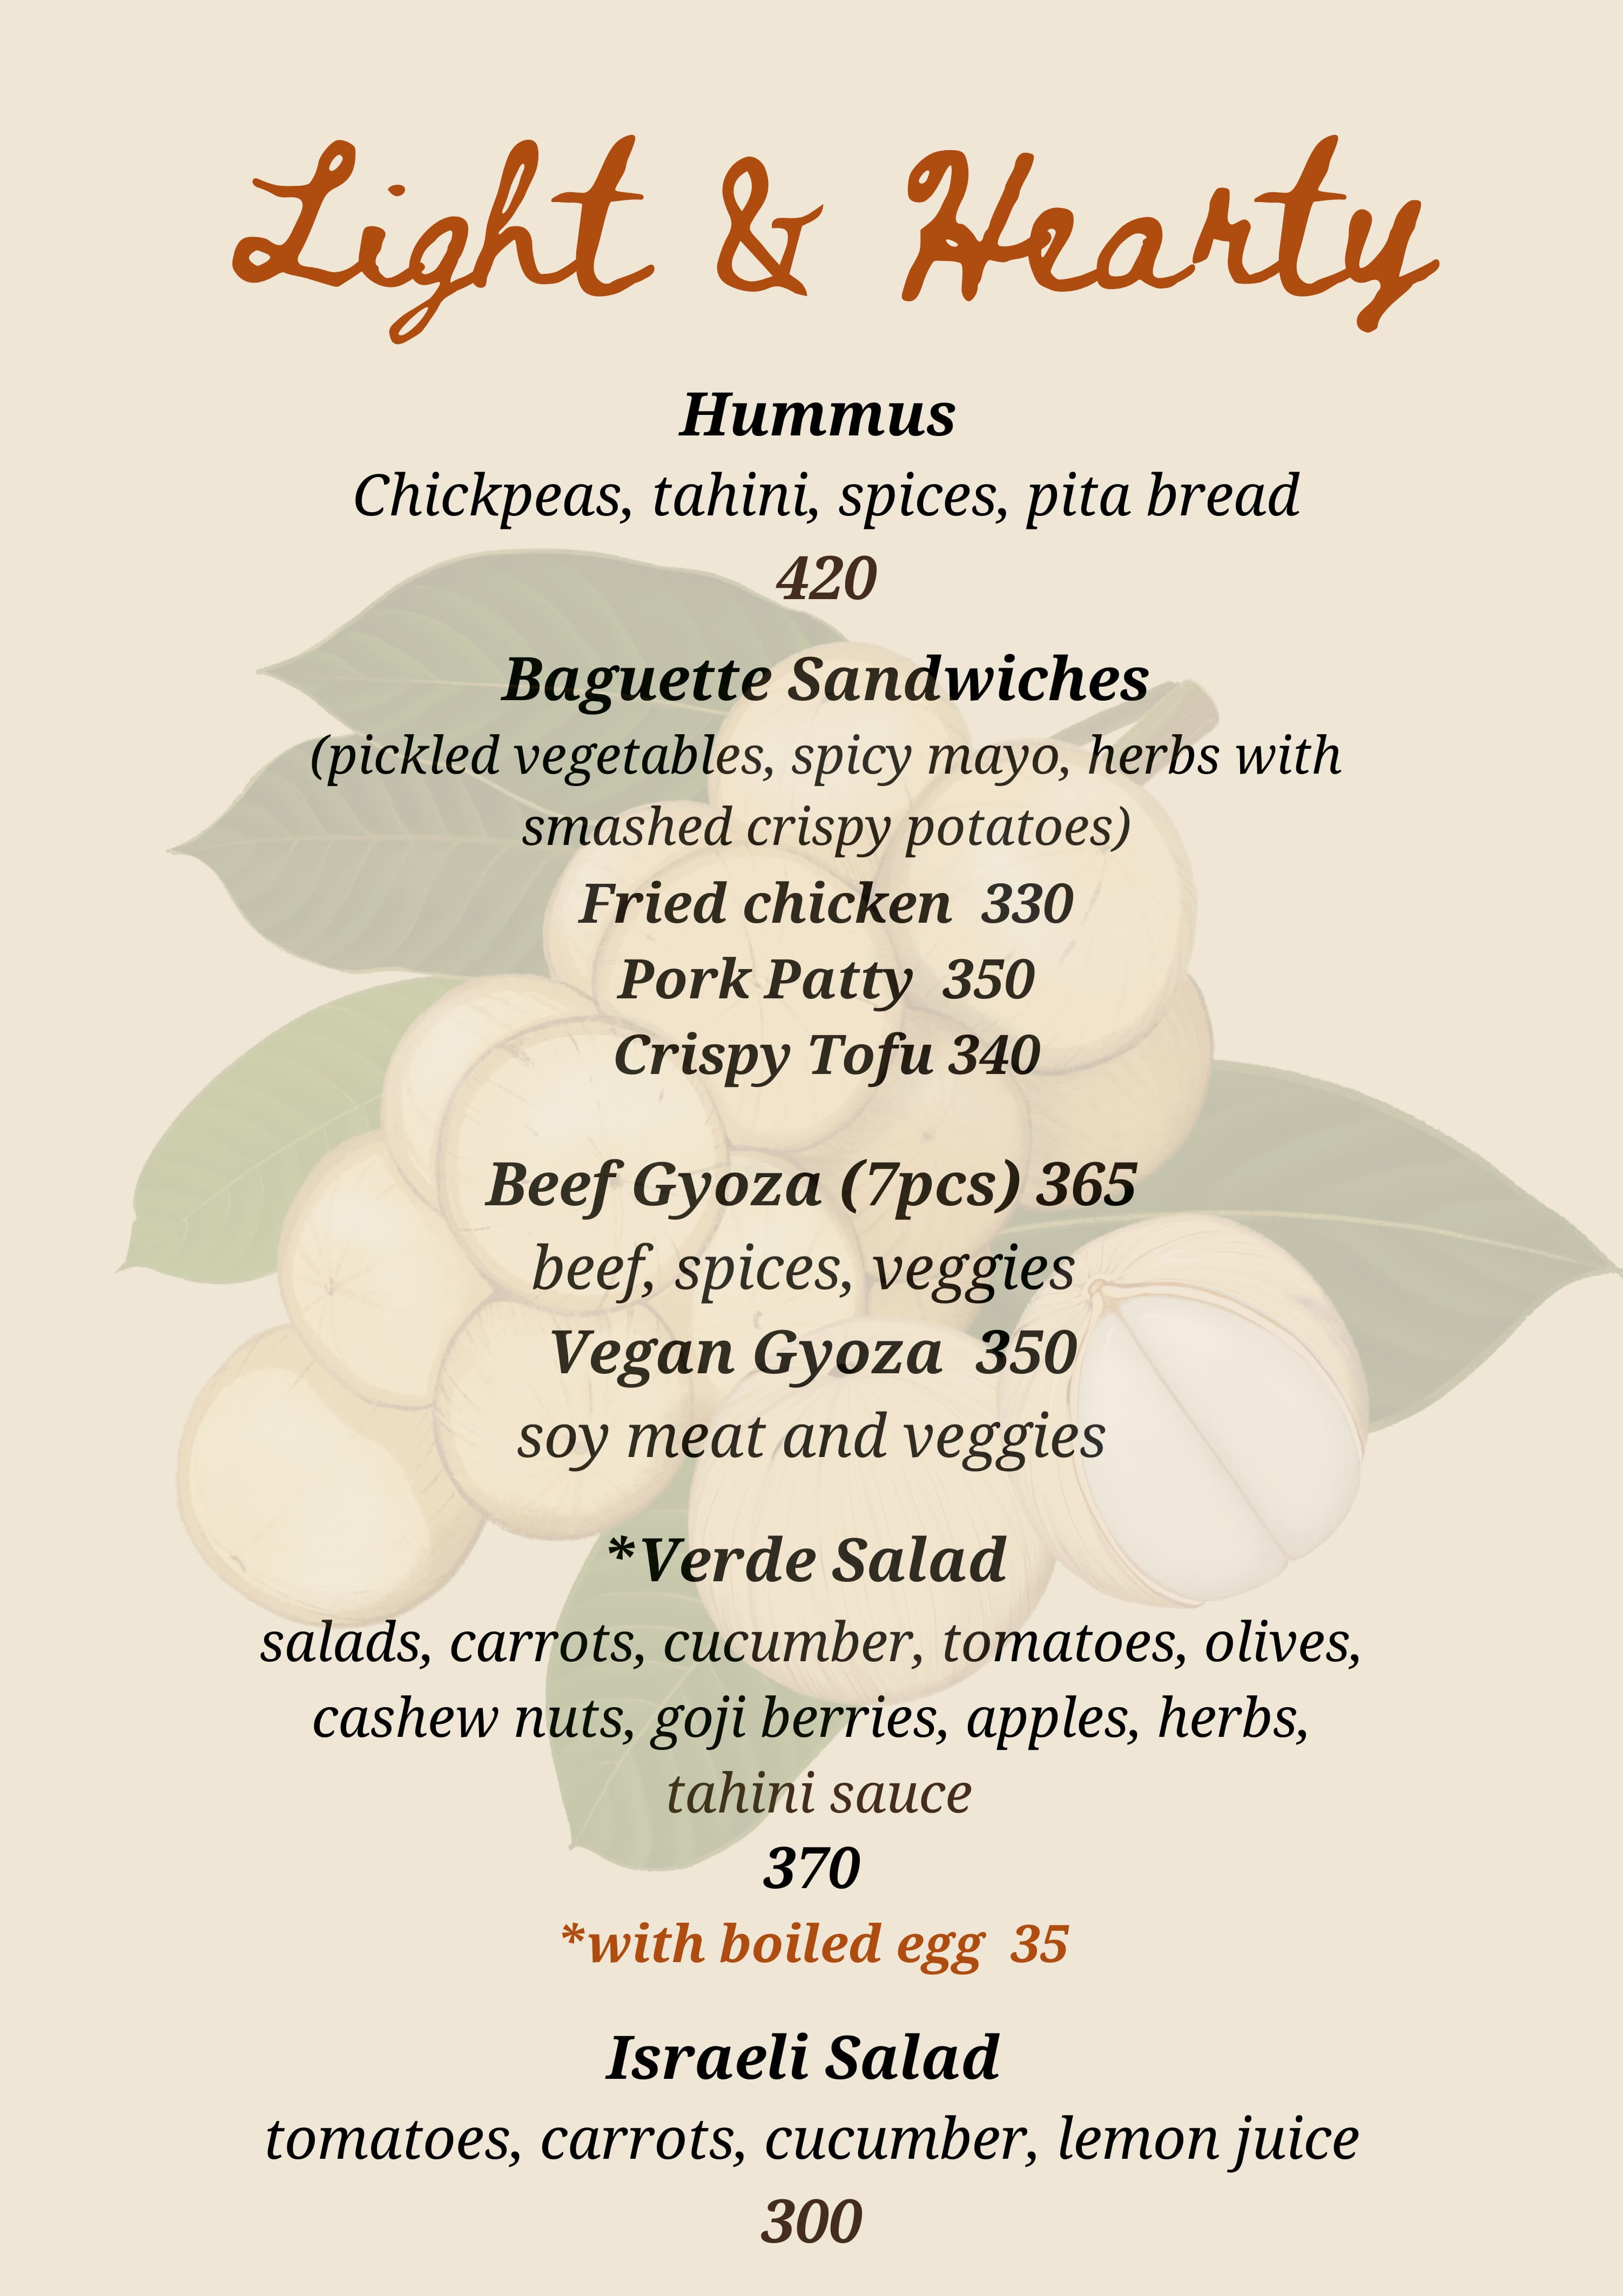 Light & Hearty
Hummus
Chickpeas, tahini, spices, pita bread
420
Baguette Sandwiches
(pickled vegetables, spicy mayo, herbs with
smashed crispy potatoes)
Fried chicken 330
Pork Patty 350
Crispy Tofu 340
Beef Gyoza (7pcs) 365
beef, spices, veggies
Vegan Gyoza 350
soy meat and veggies
*Verde Salad
salads, carrots, cucumber, tomatoes, olives,
cashew nuts, goji berries, apples, herbs,
tahini sauce
370
*with boiled egg 35
Israeli Salad
tomatoes, carrots, cucumber, lemon juice
300